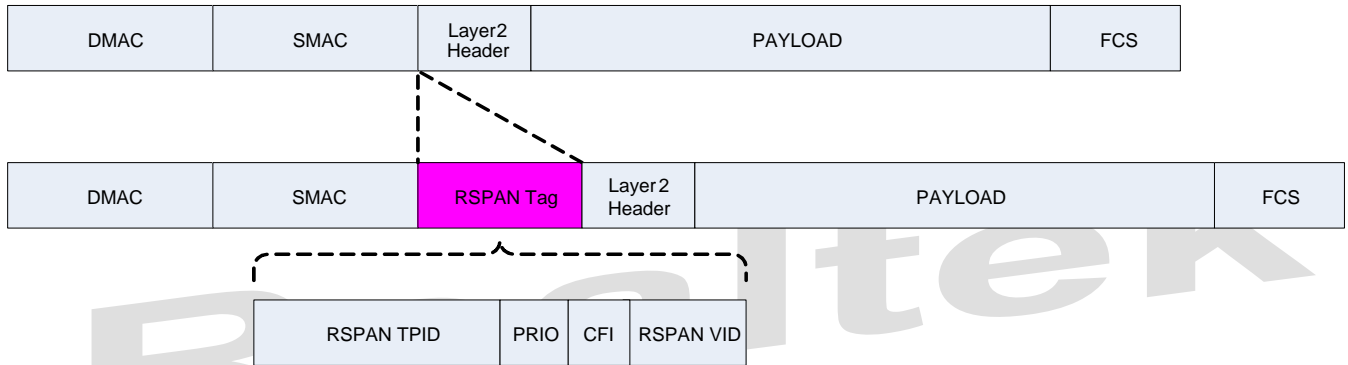 DMAC SMAC Layer2 Header PAYLOAD FCS
DMAC SMAC RSPAN Tag Layer2 Header PAYLOAD FCS
RSPAN TPID PRIO CFI RSPAN VID
Realtek